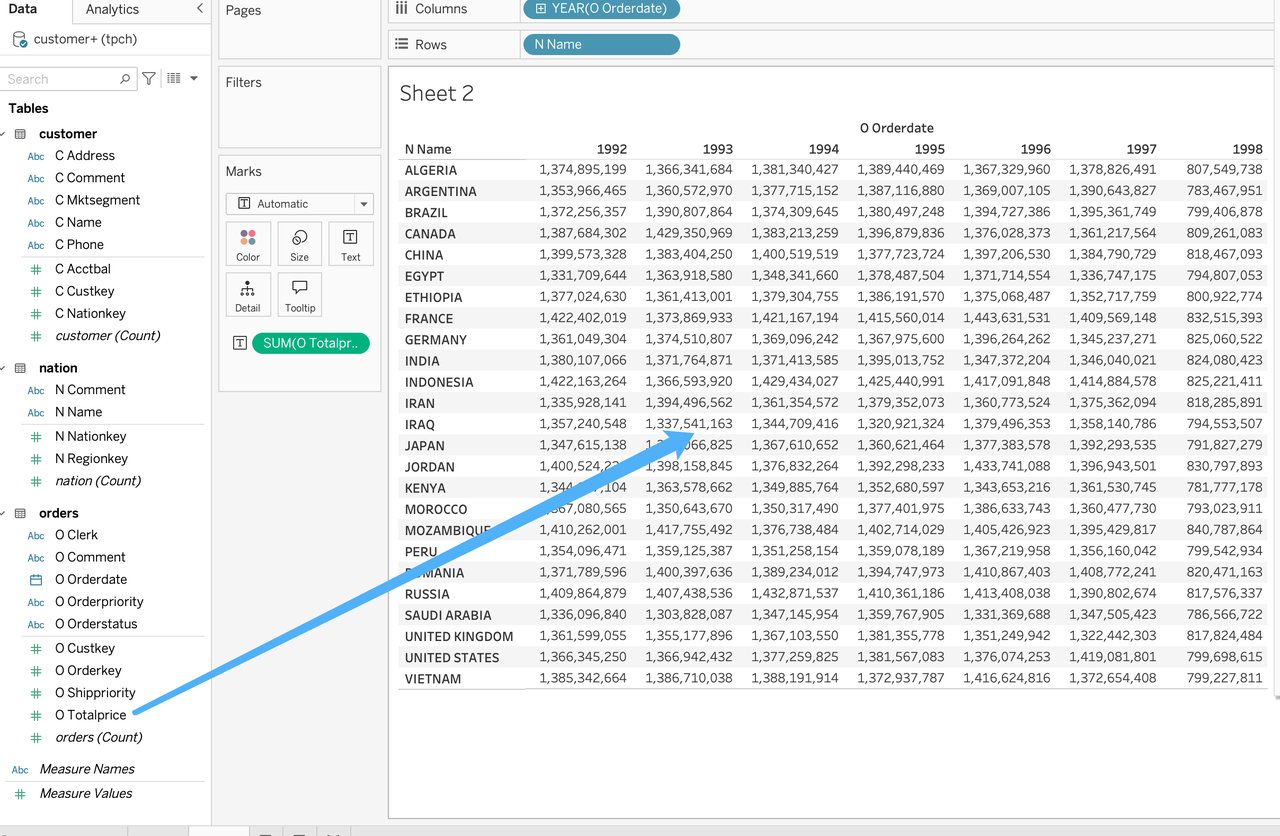 Data
Analytics
customer+ (tpch)
Search
Tables
customer
Abc C Address
Abc C Comment
Abc C Mktsegment
Abc C Name
Abc C Phone
C Acctbal
C Custkey
C Nationkey
customer (Count)
nation
Abc N Comment
Abc N Name
N Nationkey
N Regionkey
nation (Count)
orders
Abc O Clerk
Abc O Comment
O Orderdate
Abc O Orderpriority
Abc O Orderstatus
O Custkey
O Orderkey
O Shippriority
O Totalprice
orders (Count)
Abc Measure Names
Measure Values
Pages
Filters
Marks
Automatic
Color Size Text
Detail Tooltip
SUM(O Totalpr..
Columns YEAR(O Orderdate)
Rows N Name
Sheet 2
O Orderdate
N Name 1992 1993 1994 1995 1996 1997 1998
ALGERIA 1,374,895,199 1,366,341,684 1,381,340,427 1,389,440,469 1,367,329,960 1,378,826,491 807,549,738
ARGENTINA 1,353,966,465 1,360,572,970 1,377,715,152 1,387,116,880 1,369,007,105 1,390,643,827 783,467,951
BRAZIL 1,372,256,357 1,390,807,864 1,374,309,645 1,380,497,248 1,394,727,386 1,395,361,749 799,406,878
CANADA 1,387,684,302 1,429,350,969 1,383,213,259 1,396,879,836 1,376,028,373 1,361,217,564 809,261,083
CHINA 1,399,573,328 1,383,404,250 1,400,519,519 1,377,723,724 1,397,206,530 1,384,790,729 818,467,093
EGYPT 1,331,709,644 1,363,918,580 1,348,341,660 1,378,487,504 1,371,714,554 1,336,747,175 794,807,053
ETHIOPIA 1,377,024,630 1,361,413,001 1,379,304,755 1,386,191,570 1,375,068,487 1,352,717,759 800,922,774
FRANCE 1,422,402,019 1,373,869,933 1,421,167,194 1,415,560,014 1,443,631,531 1,409,569,148 832,515,393
GERMANY 1,361,049,304 1,374,510,807 1,369,096,242 1,367,975,600 1,396,264,262 1,345,237,271 825,060,522
INDIA 1,380,107,066 1,371,764,871 1,371,413,585 1,395,013,752 1,347,372,204 1,346,040,021 824,080,423
INDONESIA 1,422,163,264 1,366,593,920 1,429,434,027 1,425,440,991 1,417,091,848 1,414,884,578 825,221,411
IRAN 1,335,928,141 1,394,496,562 1,361,354,572 1,379,352,073 1,360,773,524 1,375,362,094 818,285,891
IRAQ 1,357,240,548 1,337,541,163 1,344,709,416 1,320,921,324 1,379,496,353 1,358,140,786 794,553,507
JAPAN 1,347,615,138 1,367,610,652 1,360,621,464 1,377,383,578 1,392,293,535 791,827,279
JORDAN 1,398,158,845 1,376,832,264 1,392,298,233 1,433,741,088 1,396,943,501 830,797,893
KENYA 1,363,578,662 1,349,885,764 1,352,680,597 1,343,653,216 1,361,530,745 781,777,178
MOROCCO 1,350,643,670 1,350,317,490 1,377,401,975 1,386,633,743 1,360,477,730 793,023,911
MOZAMBIQUE 1,410,262,001 1,417,755,492 1,376,738,484 1,402,714,029 1,405,426,923 1,395,429,817 840,787,864
PERU 1,354,096,471 1,359,125,387 1,351,258,154 1,359,078,189 1,367,219,958 1,356,160,042 799,542,934
ROMANIA 1,371,789,596 1,400,397,636 1,389,234,012 1,394,747,973 1,410,867,403 1,408,772,241 820,471,163
RUSSIA 1,409,864,879 1,407,438,536 1,432,871,537 1,410,361,186 1,413,408,038 1,390,802,674 817,576,337
SAUDI ARABIA 1,336,096,840 1,303,828,087 1,347,145,954 1,359,767,905 1,331,369,688 1,347,505,423 786,566,722
UNITED KINGDOM 1,361,599,055 1,355,177,896 1,367,103,550 1,381,355,778 1,351,249,942 1,322,442,303 817,824,484
UNITED STATES 1,366,345,250 1,366,942,432 1,377,259,825 1,381,567,083 1,376,074,253 1,419,081,801 799,698,615
VIETNAM 1,385,342,664 1,386,710,038 1,388,191,914 1,372,937,787 1,416,624,816 1,372,654,408 799,227,811